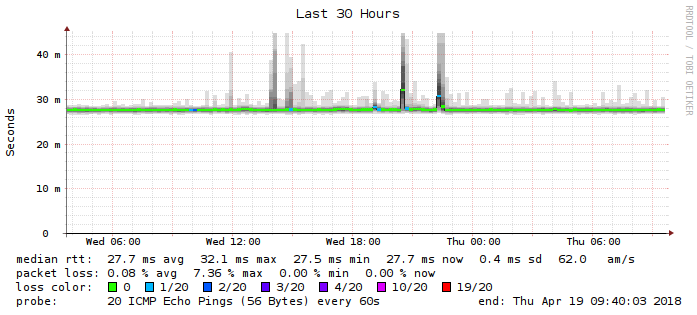 Last 30 Hours
RRDTOOL / TOBI OETIKER
Seconds
40 m
30 m
20 m
10 m
0
Wed 06:00 Wed 12:00 Wed 18:00 Thu 00:00 Thu 06:00
median rtt: 27.7 ms avg 32.1 ms max 27.5 ms min 27.7 ms now 0.4 ms sd 62.0 am/s
packet loss: 0.08 % avg 7.36 % max 0.00 % min 0.00 % now
loss color: 0 1/20 2/20 3/20 4/20 10/20 19/20
probe: 20 ICMP Echo Pings (56 Bytes) every 60s end: Thu Apr 19 09:40:03 2018